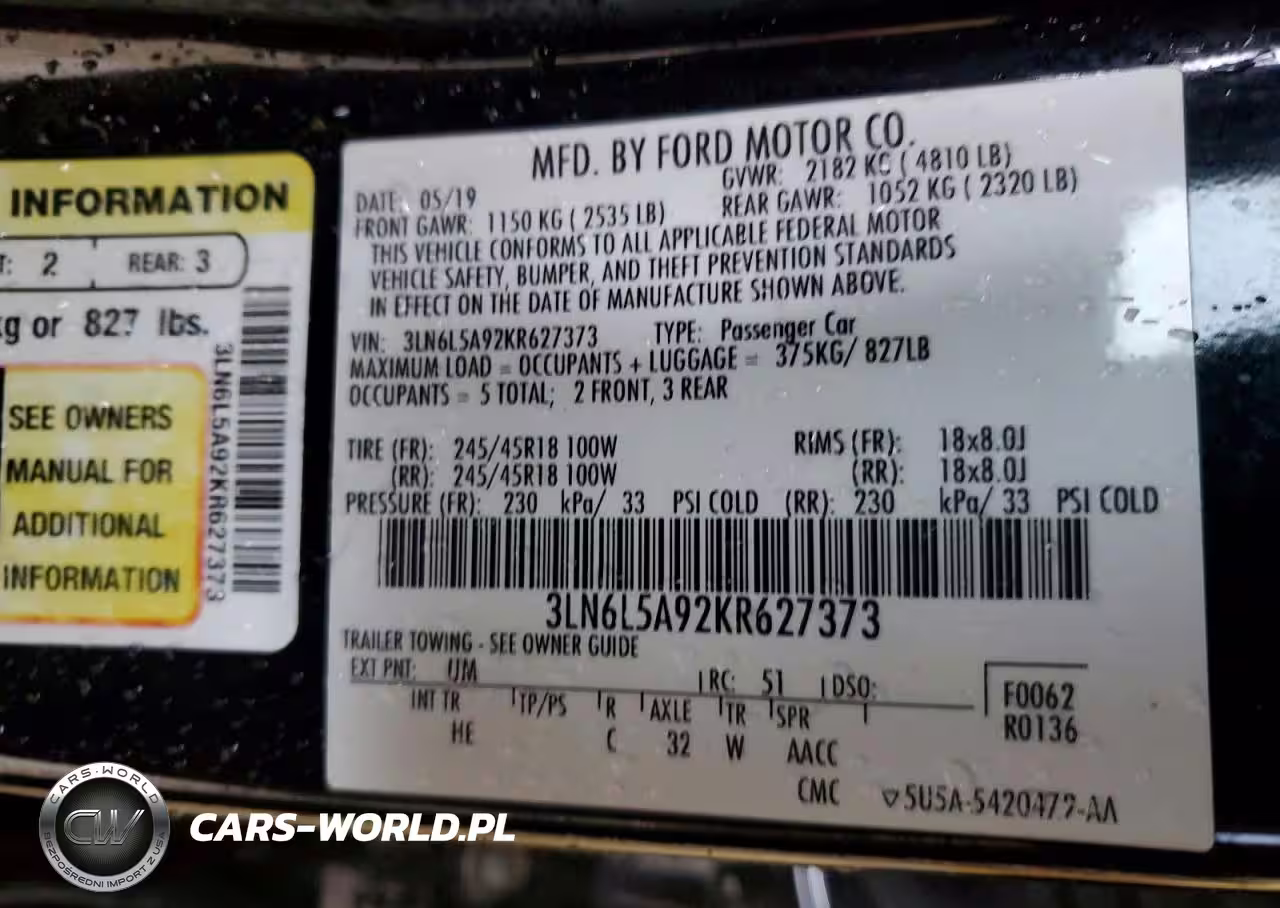 INFORMATION
: 2 REAR: 3
kg or 827 lbs.
SEE OWNERS
MANUAL FOR
ADDITIONAL
INFORMATION
3LN6L5A92KR627373
MFD. BY FORD MOTOR CO.
DATE: 05/19 GVWR: 2182 KG ( 4810 LB)
FRONT GAWR: 1150 KG ( 2535 LB) REAR GAWR: 1052 KG ( 2320 LB)
THIS VEHICLE CONFORMS TO ALL APPLICABLE FEDERAL MOTOR
VEHICLE SAFETY, BUMPER, AND THEFT PREVENTION STANDARDS
IN EFFECT ON THE DATE OF MANUFACTURE SHOWN ABOVE.
VIN: 3LN6L5A92KR627373 TYPE: Passenger Car
MAXIMUM LOAD = OCCUPANTS + LUGGAGE = 375KG/ 827LB
OCCUPANTS = 5 TOTAL; 2 FRONT, 3 REAR
TIRE (FR): 245/45R18 100W RIMS (FR): 18x8.0J
(RR): 245/45R18 100W (RR): 18x8.0J
PRESSURE (FR): 230 kPa/ 33 PSI COLD (RR): 230 kPa/ 33 PSI COLD
3LN6L5A92KR627373
TRAILER TOWING - SEE OWNER GUIDE
EXT PNT: UM RC: 51 DSO:
F0062
R0136
INT TR TP/PS R AXLE TR SPR
HE C 32 W AACC
CMC ▽5U5A-5420472-AA
CARS-WORLD
CW
BEZPOŚREDNI IMPORT Z USA
CARS-WORLD.PL